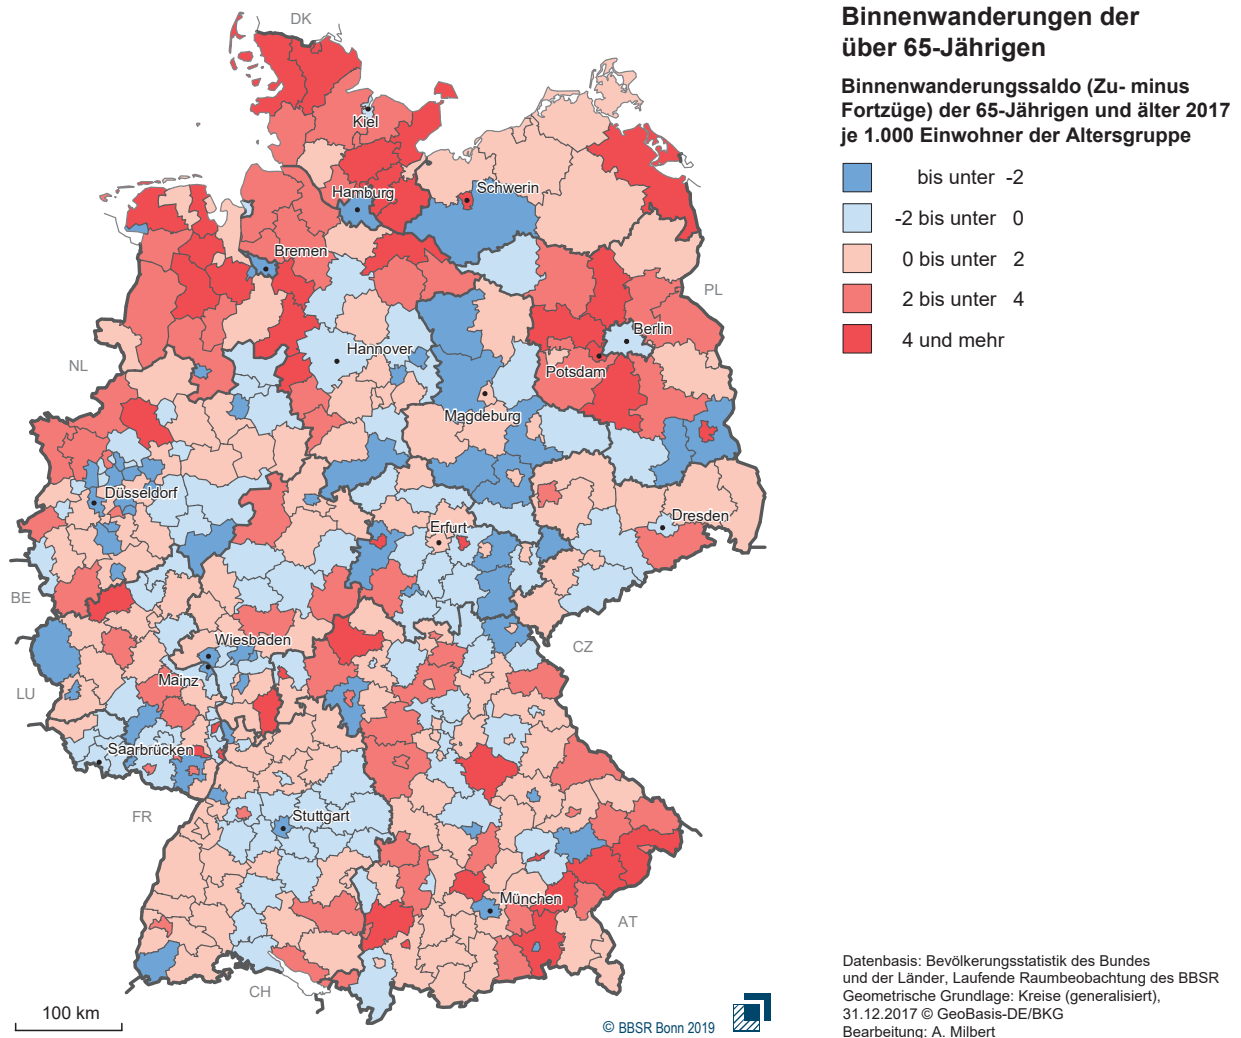 Binnenwanderungen der
über 65-Jährigen
Binnenwanderungssaldo (Zu- minus
Fortzüge) der 65-Jährigen und älter 2017
je 1.000 Einwohner der Altersgruppe
bis unter -2
-2 bis unter 0
0 bis unter 2
2 bis unter 4
4 und mehr
DK
Kiel
Hamburg
Schwerin
Bremen
PL
Berlin
Hannover
NL
Potsdam
Magdeburg
Düsseldorf
Dresden
Erfurt
BE
Wiesbaden
CZ
Mainz
LU
Saarbrücken
FR
Stuttgart
München
AT
CH
100 km
© BBSR Bonn 2019
Datenbasis: Bevölkerungsstatistik des Bundes
und der Länder, Laufende Raumbeobachtung des BBSR
Geometrische Grundlage: Kreise (generalisiert),
31.12.2017 © GeoBasis-DE/BKG
Bearbeitung: A. Milbert